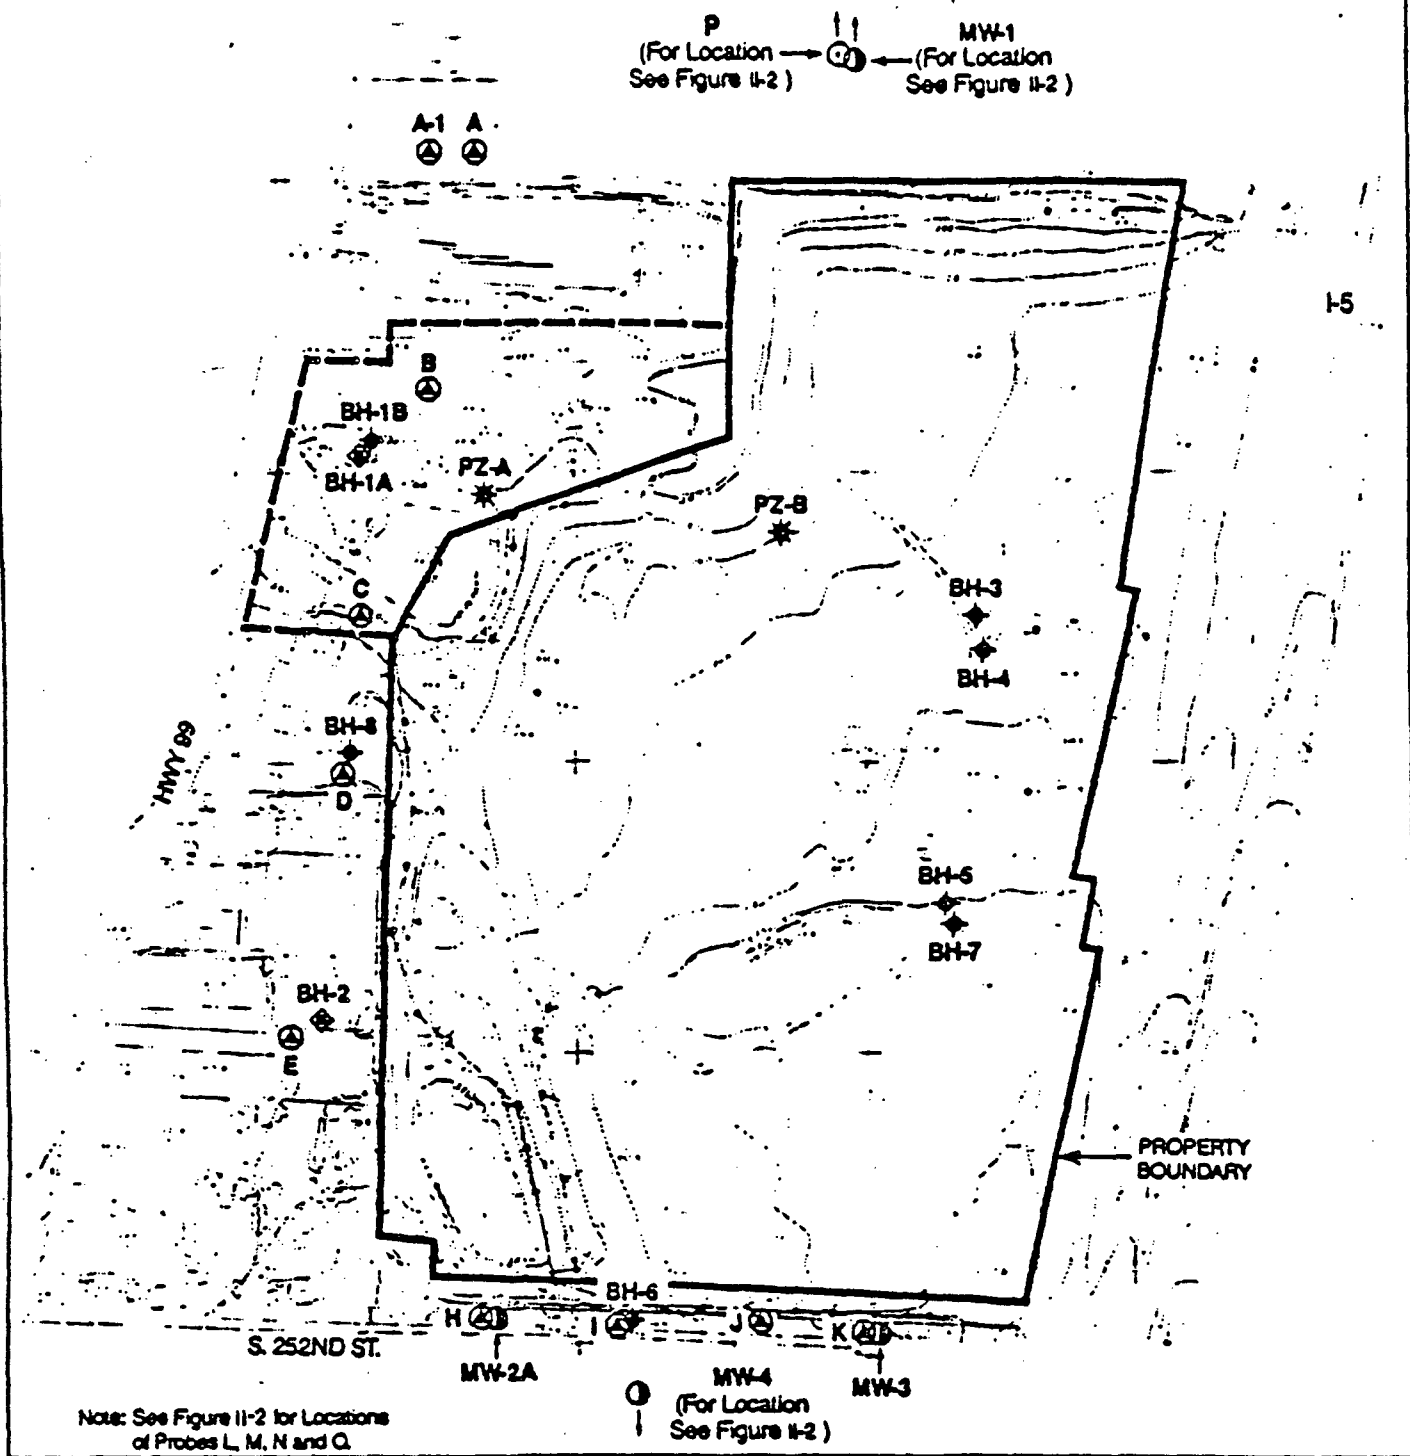 P
(For Location
See Figure II-2 )
MW-1
(For Location
See Figure II-2 )
A-1
A
I-5
B
BH-1B
BH-1A
PZ-A
PZ-B
C
BH-3
BH-4
BH-8
D
HWY 99
BH-5
BH-7
BH-2
E
PROPERTY
BOUNDARY
BH-6
H
I
J
K
S. 252ND ST.
MW-2A
MW-4
(For Location
See Figure II-2 )
MW-3
Note: See Figure II-2 for Locations
of Probes L, M, N and O.